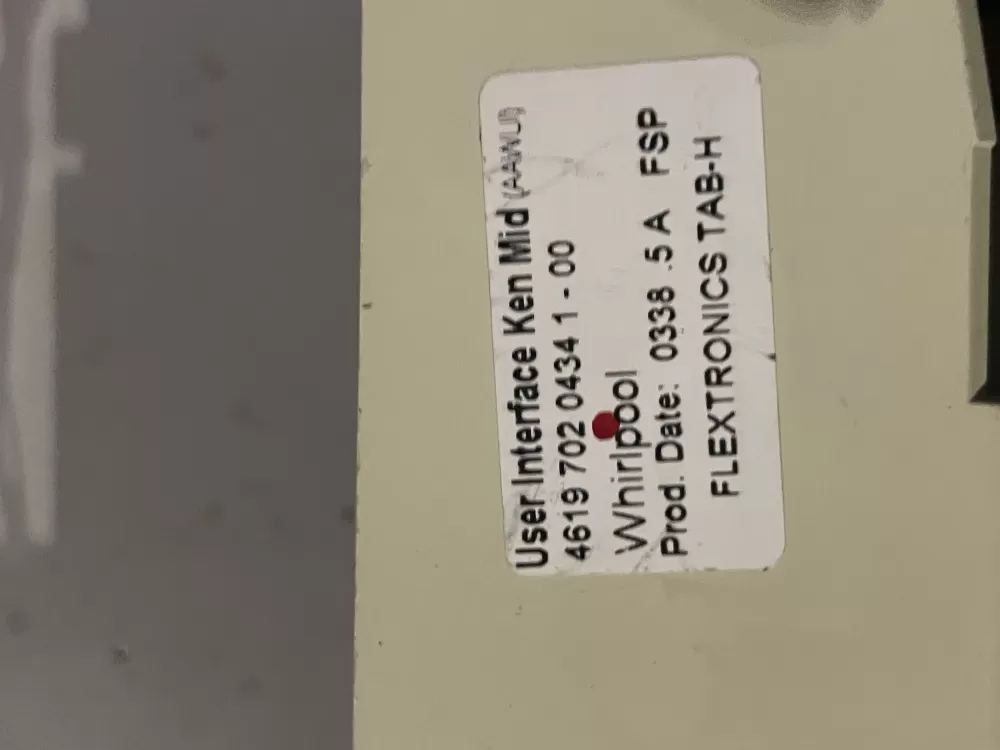 User Interface Ken Mid (AAWU)
4619 702 0434 1 - 00
Whirlpool
Prod. Date: 0338 .5 A FSP
FLEXTRONICS TAB-H